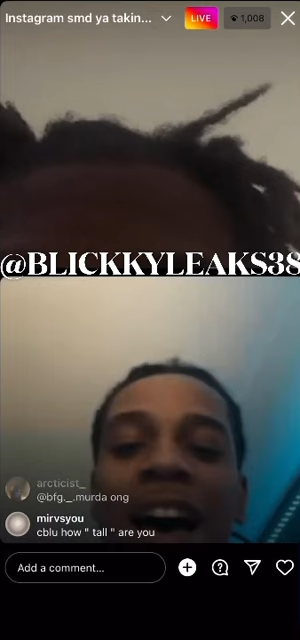 Instagram smd ya takin...
LIVE
1,008
@BLICKKYLEAKS38
arcticist_
@bfg._.murda ong
mirvsyou
cblu how " tall " are you
Add a comment...